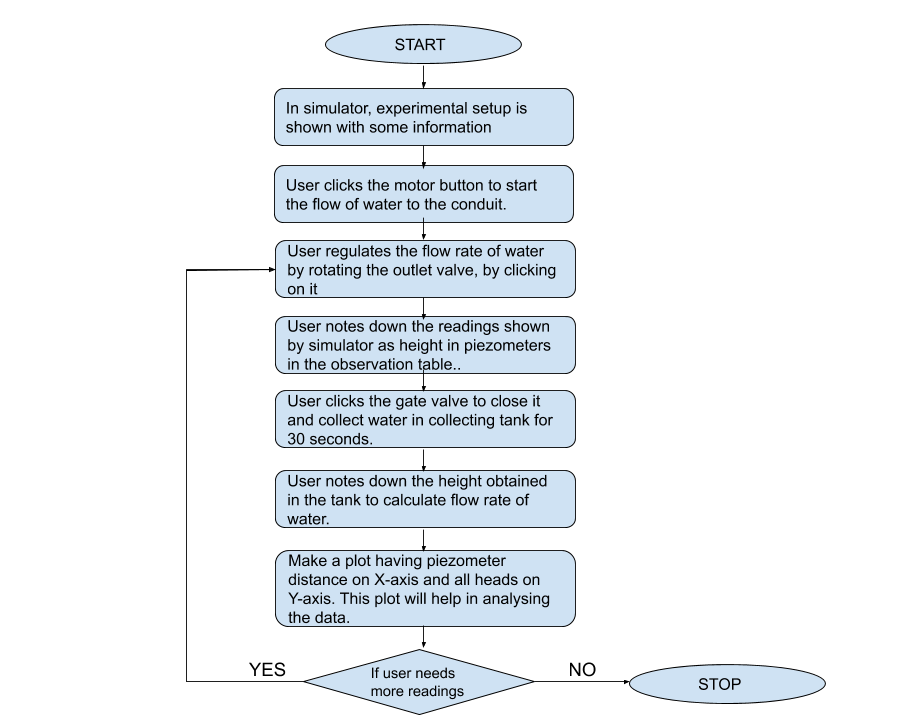 START
In simulator, experimental setup is
shown with some information
User clicks the motor button to start
the flow of water to the conduit.
User regulates the flow rate of water
by rotating the outlet valve, by clicking
on it
User notes down the readings shown
by simulator as height in piezometers
in the observation table..
User clicks the gate valve to close it
and collect water in collecting tank for
30 seconds.
User notes down the height obtained
in the tank to calculate flow rate of
water.
Make a plot having piezometer
distance on X-axis and all heads on
Y-axis. This plot will help in analysing
the data.
YES
If user needs
more readings
NO
STOP